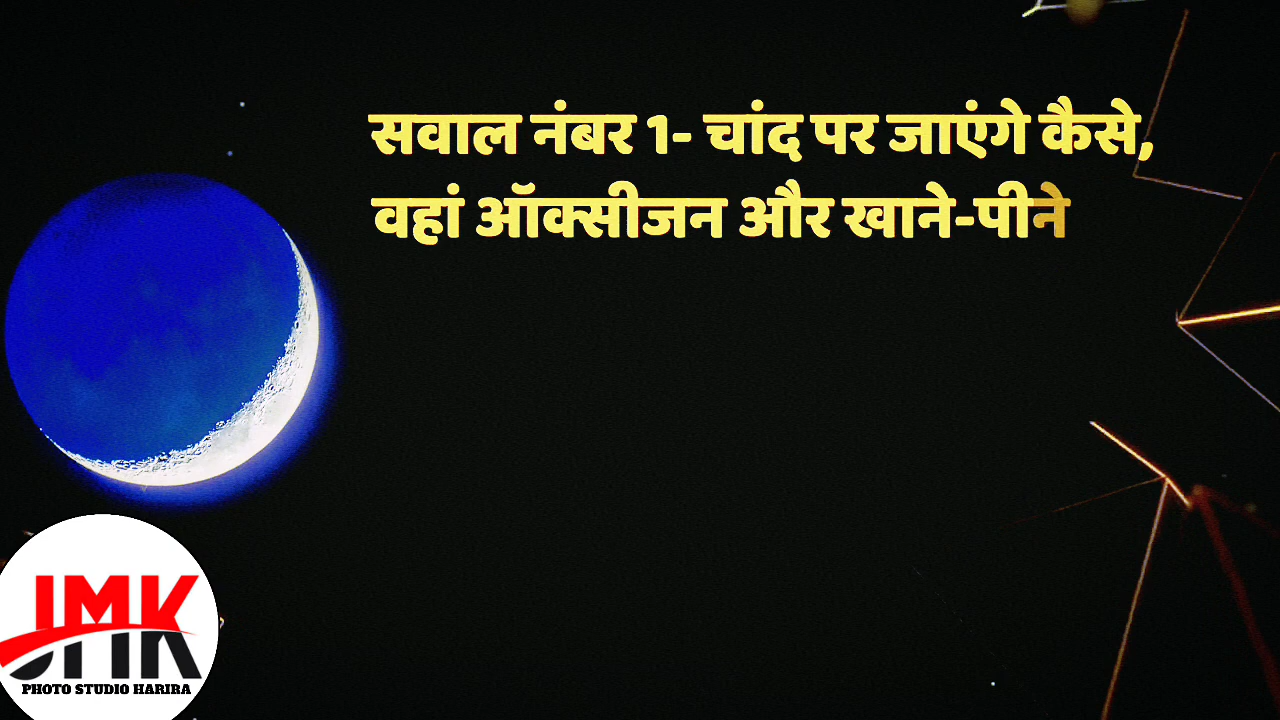 सवाल नंबर 1- चांद पर जाएंगे कैसे,
वहां ऑक्सीजन और खाने-पीने
JMK
PHOTO STUDIO HARIRA